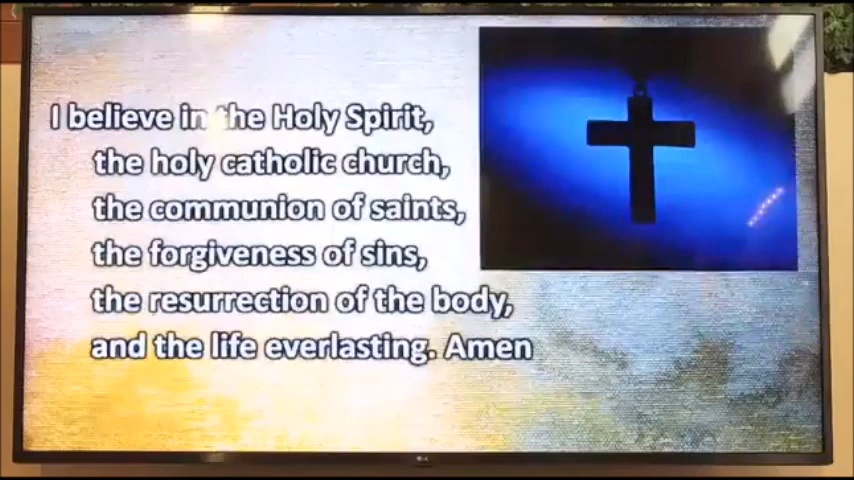 I believe in the Holy Spirit,
the holy catholic church,
the communion of saints,
the forgiveness of sins,
the resurrection of the body,
and the life everlasting. Amen
LG